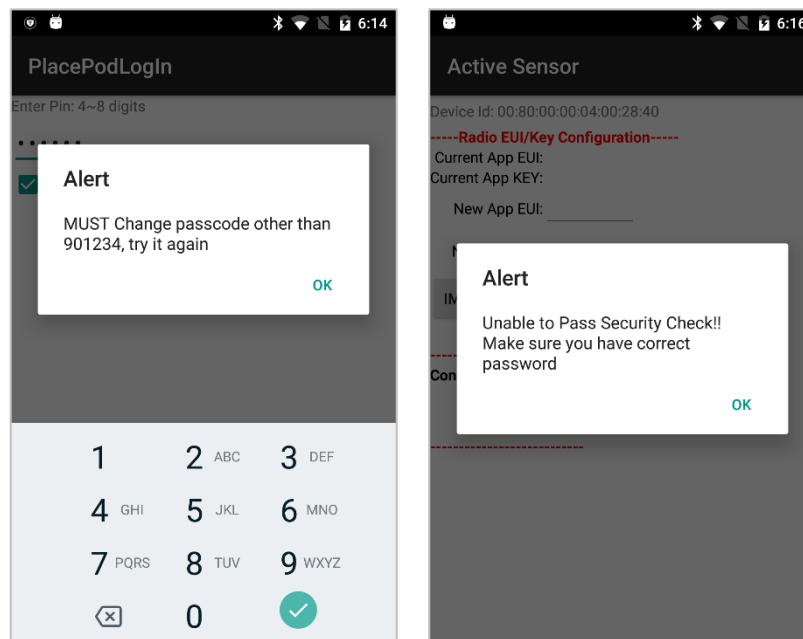 6:14
PlacePodLogIn
Enter Pin: 4~8 digits
Alert
MUST Change passcode other than
901234, try it again
OK
1
2 ABC
3 DEF
4 GHI
5 JKL
6 MNO
7 PQRS
8 TUV
9 WXYZ
0
6:16
Active Sensor
Device Id: 00:80:00:00:04:00:28:40
-----Radio EUI/Key Configuration-----
Current App EUI:
Current App KEY:
New App EUI:
Alert
Unable to Pass Security Check!!
Make sure you have correct
password
OK